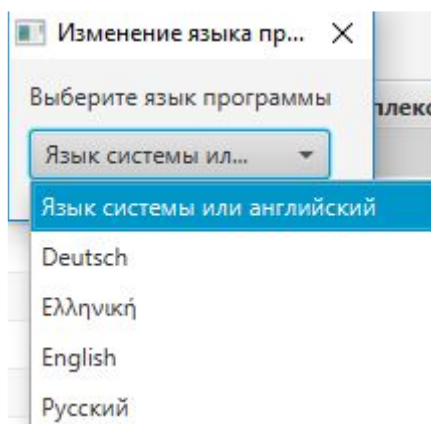 Изменение языка пр...
Выберите язык программы
Язык системы ил...
Язык системы или английский
Deutsch
Ελληνική
English
Русский